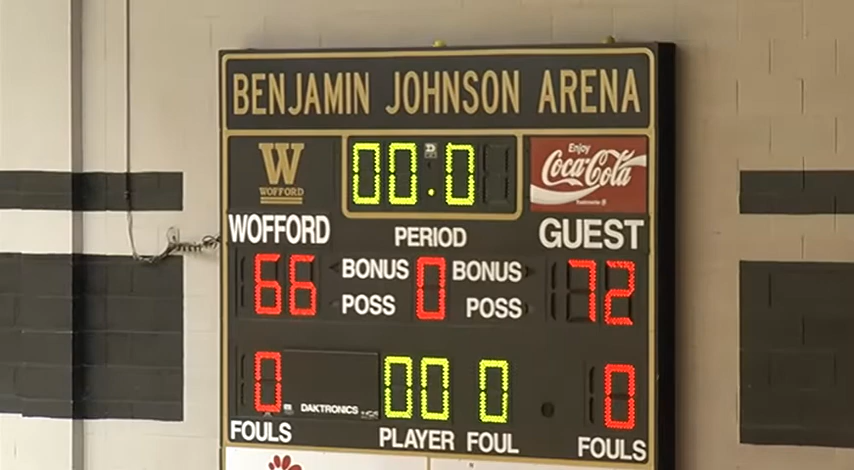 BENJAMIN JOHNSON ARENA
W
WOFFORD
00.0
Enjoy
Coca-Cola
WOFFORD
PERIOD
GUEST
66
BONUS
0
BONUS
72
POSS
POSS
0
DAKTRONICS
00
0
0
FOULS
PLAYER
FOUL
FOULS